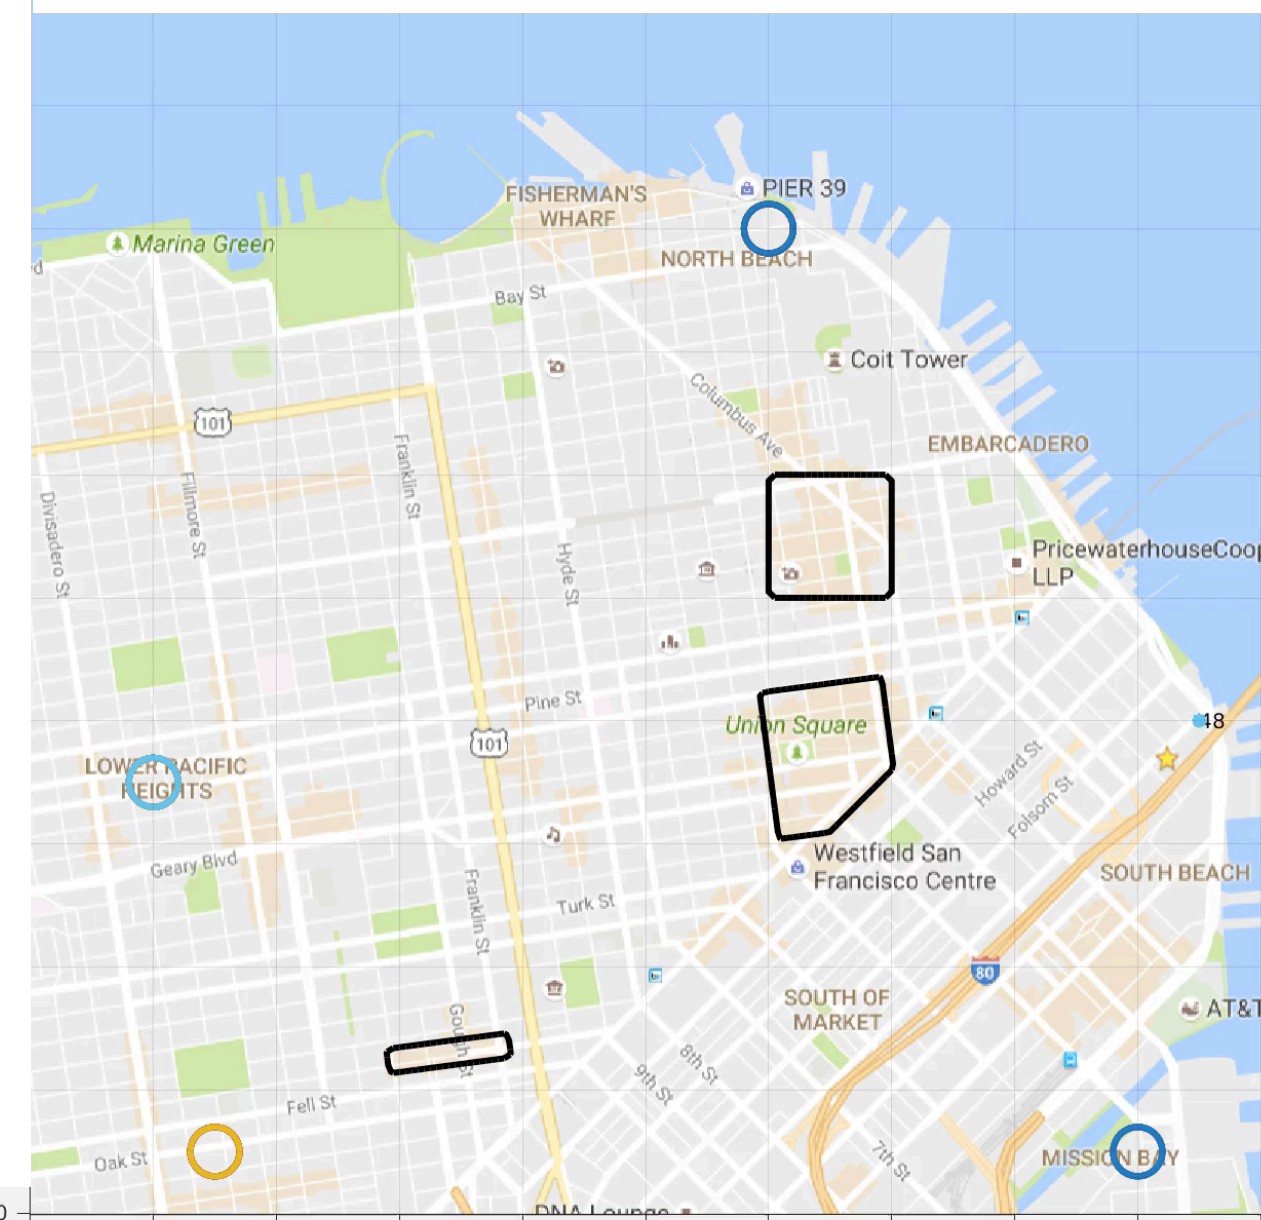 PIER 39
FISHERMAN'S
WHARF
Marina Green
d
NORTH BEACH
Bay St
Coit Tower
Columbus Ave
101
EMBARCADERO
Franklin St
Fillmore St
Divisadero St
Hyde St
PricewaterhouseCoop
LLP
Pine St
Union Square
48
101
LOWER PACIFIC
HEIGHTS
Howard St
Folsom St
Geary Blvd
Westfield San
Francisco Centre
SOUTH BEACH
Franklin St
Turk St
80
SOUTH OF
MARKET
AT&T
Gough St
8th St
9th St
Fell St
Oak St
7th St
MISSION BAY
DNA Lounge
0